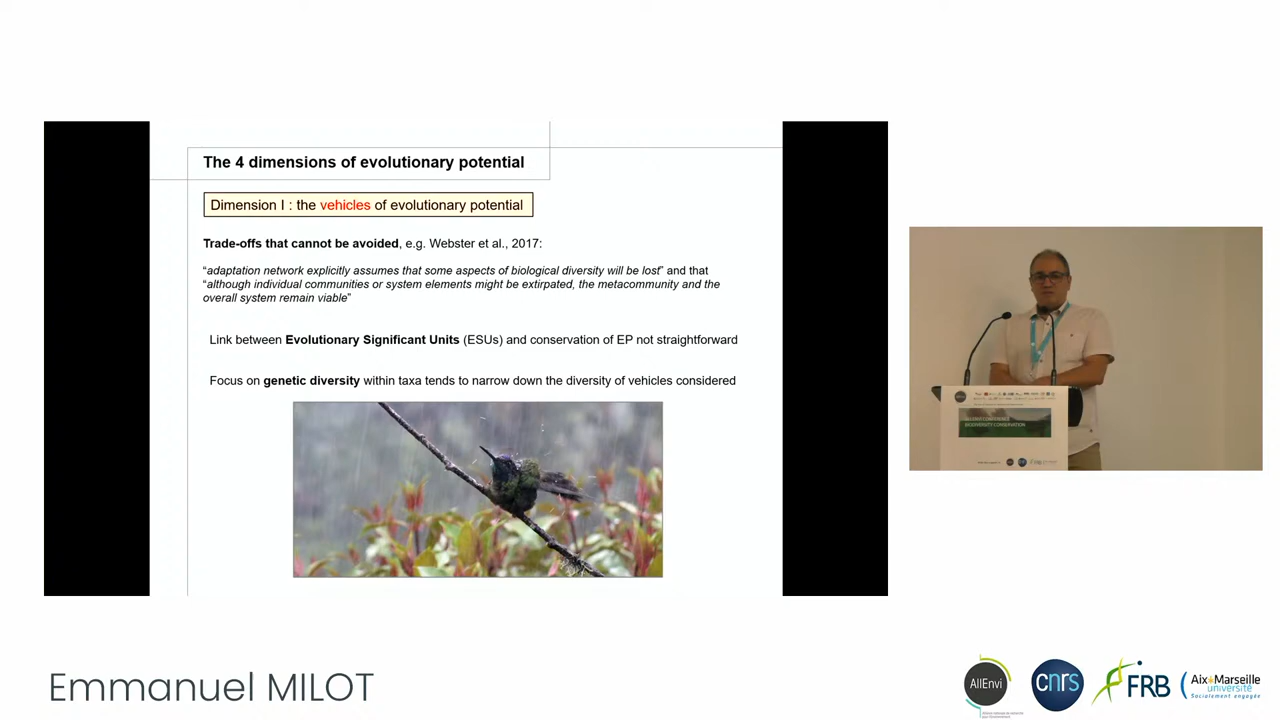 The 4 dimensions of evolutionary potential
Dimension I : the vehicles of evolutionary potential
Trade-offs that cannot be avoided, e.g. Webster et al., 2017:
“adaptation network explicitly assumes that some aspects of biological diversity will be lost” and that
“although individual communities or system elements might be extirpated, the metacommunity and the
overall system remain viable”
Link between Evolutionary Significant Units (ESUs) and conservation of EP not straightforward
Focus on genetic diversity within taxa tends to narrow down the diversity of vehicles considered
BIODIVERSITY CONSERVATION
Emmanuel MILOT
AllEnvi
cnrs
FRB
Aix*Marseille
université
Socialement engagée